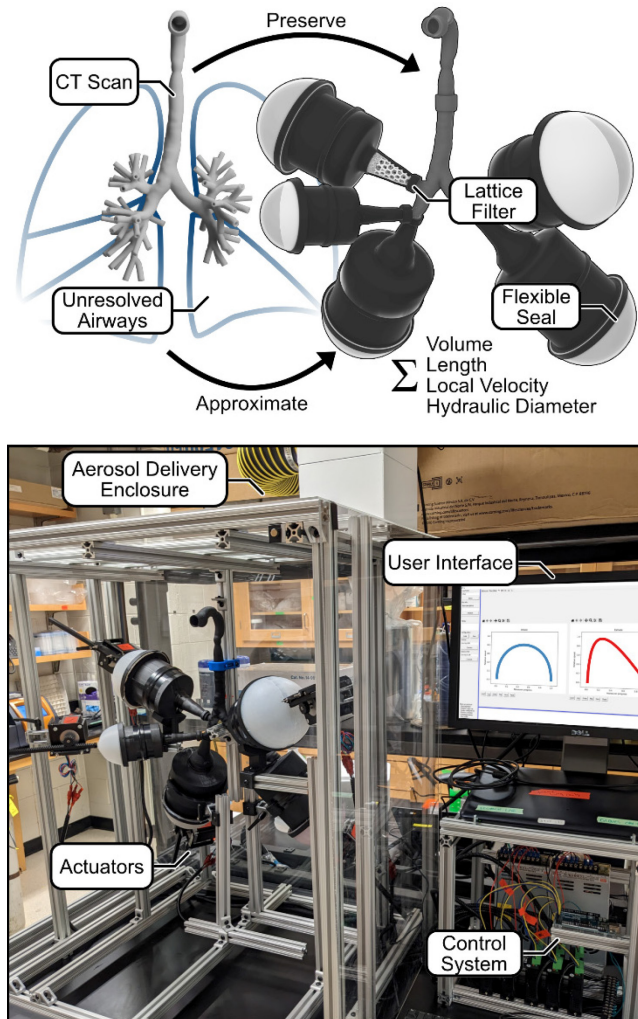 Preserve
CT Scan
Lattice
Filter
Unresolved
Airways
Flexible
Seal
Approximate
Σ
Volume
Length
Local Velocity
Hydraulic Diameter
Aerosol Delivery
Enclosure
User Interface
DELL
Actuators
Control
System